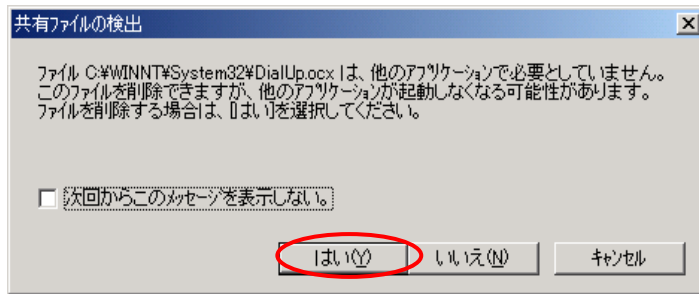 共有ファイルの検出
ファイル C:¥WINNT¥System32¥DialUp.ocx は、他のアプリケーションで必要としていません。
このファイルを削除できますが、他のアプリケーションが起動しなくなる可能性があります。
ファイルを削除する場合は、[はい]を選択してください。
次回からこのメッセージを表示しない。
はい(Y) いいえ(N) キャンセル